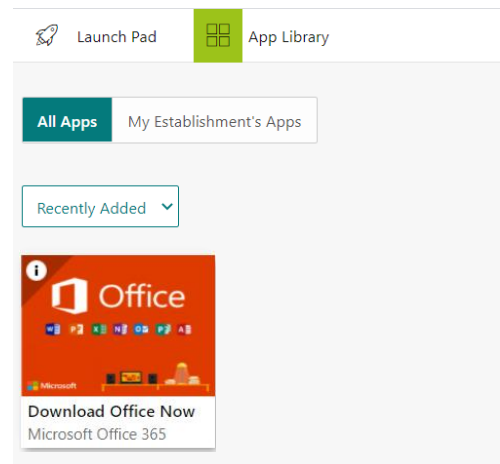 Launch Pad
App Library
All Apps
My Establishment's Apps
Recently Added
Office
Microsoft
Download Office Now
Microsoft Office 365